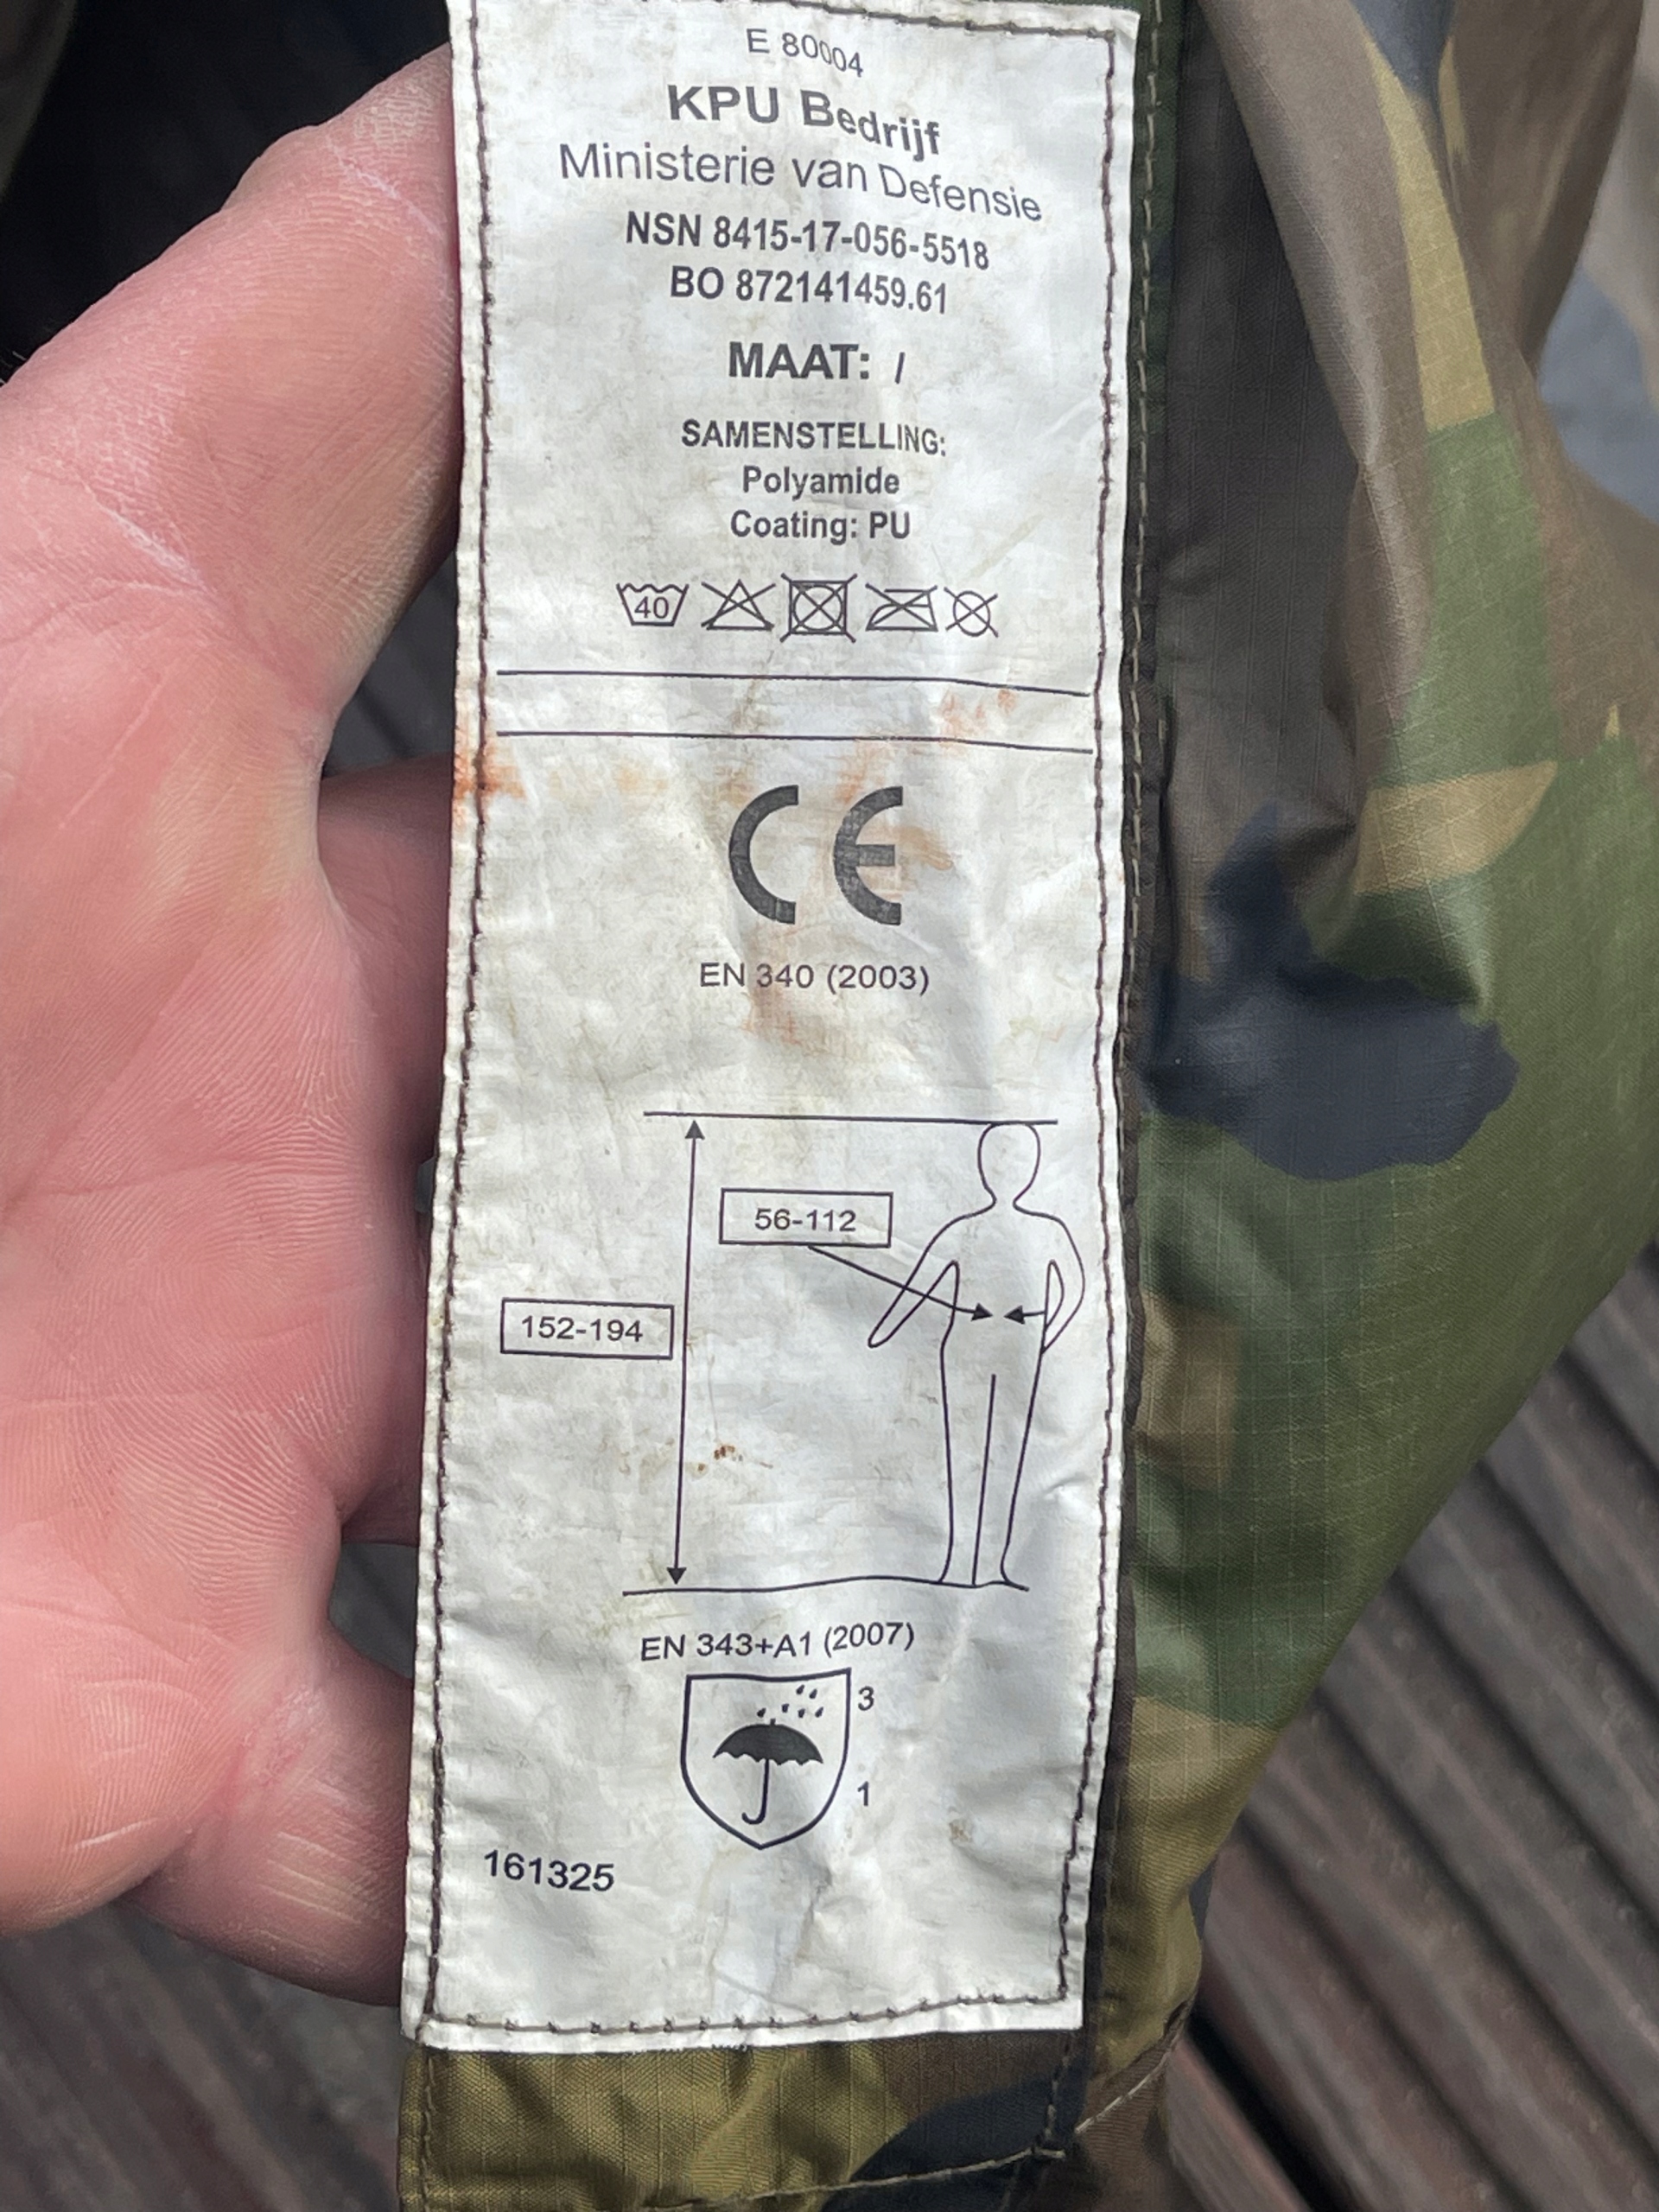 E 80004
KPU Bedrijf
Ministerie van Defensie
NSN 8415-17-056-5518
BO 872141459.61
MAAT: /
SAMENSTELLING:
Polyamide
Coating: PU
40
CE
EN 340 (2003)
56-112
152-194
EN 343+A1 (2007)
3
1
161325